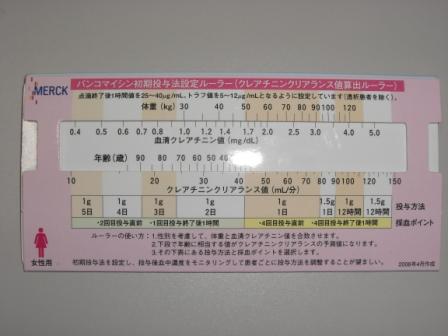 MERCK
バンコマイシン初期投与法設定ルーラー(クレアチニンクリアランス値算出ルーラー)
点滴終了後1時間値を25～40μg/mL、トラフ値を5～12μg/mLとなるように設定しています(透析患者を除く)。
体重(kg) 30 40 50 60 70 80 90 100 120
0.4 0.5 0.6 0.7 0.8 1.0 1.2 1.4 1.7 2.0 2.5 3.0 4.0 5.0
血清クレアチニン値(mg/dL)
年齢(歳) 90 80 70 60 50 40 30 20
10 15 20 30 50 70 80 90 100 120 150
クレアチニンクリアランス値(mL/分)
1g 1g 1g 1g 1g 1.5g 1g 1.5g 投与方法
5日 4日 3日 2日 1日 1日 12時間 12時間
・2回目投与直前 ・1回目投与終了後1時間 ・4回目投与直前 ・4回目投与終了後1時間 採血ポイント
ルーラーの使い方：1.性別を考慮して、体重と血清クレアチニン値を合致させます。
2.下段で年齢に相当する値がクレアチニンクリアランスの予測値になります。
3.その下表にある投与方法と採血ポイントを選択します。
初期投与法を設定し、投与後血中濃度をモニタリングして患者ごとに投与方法を調整することが望ましい。
女性用
2008年4月作成